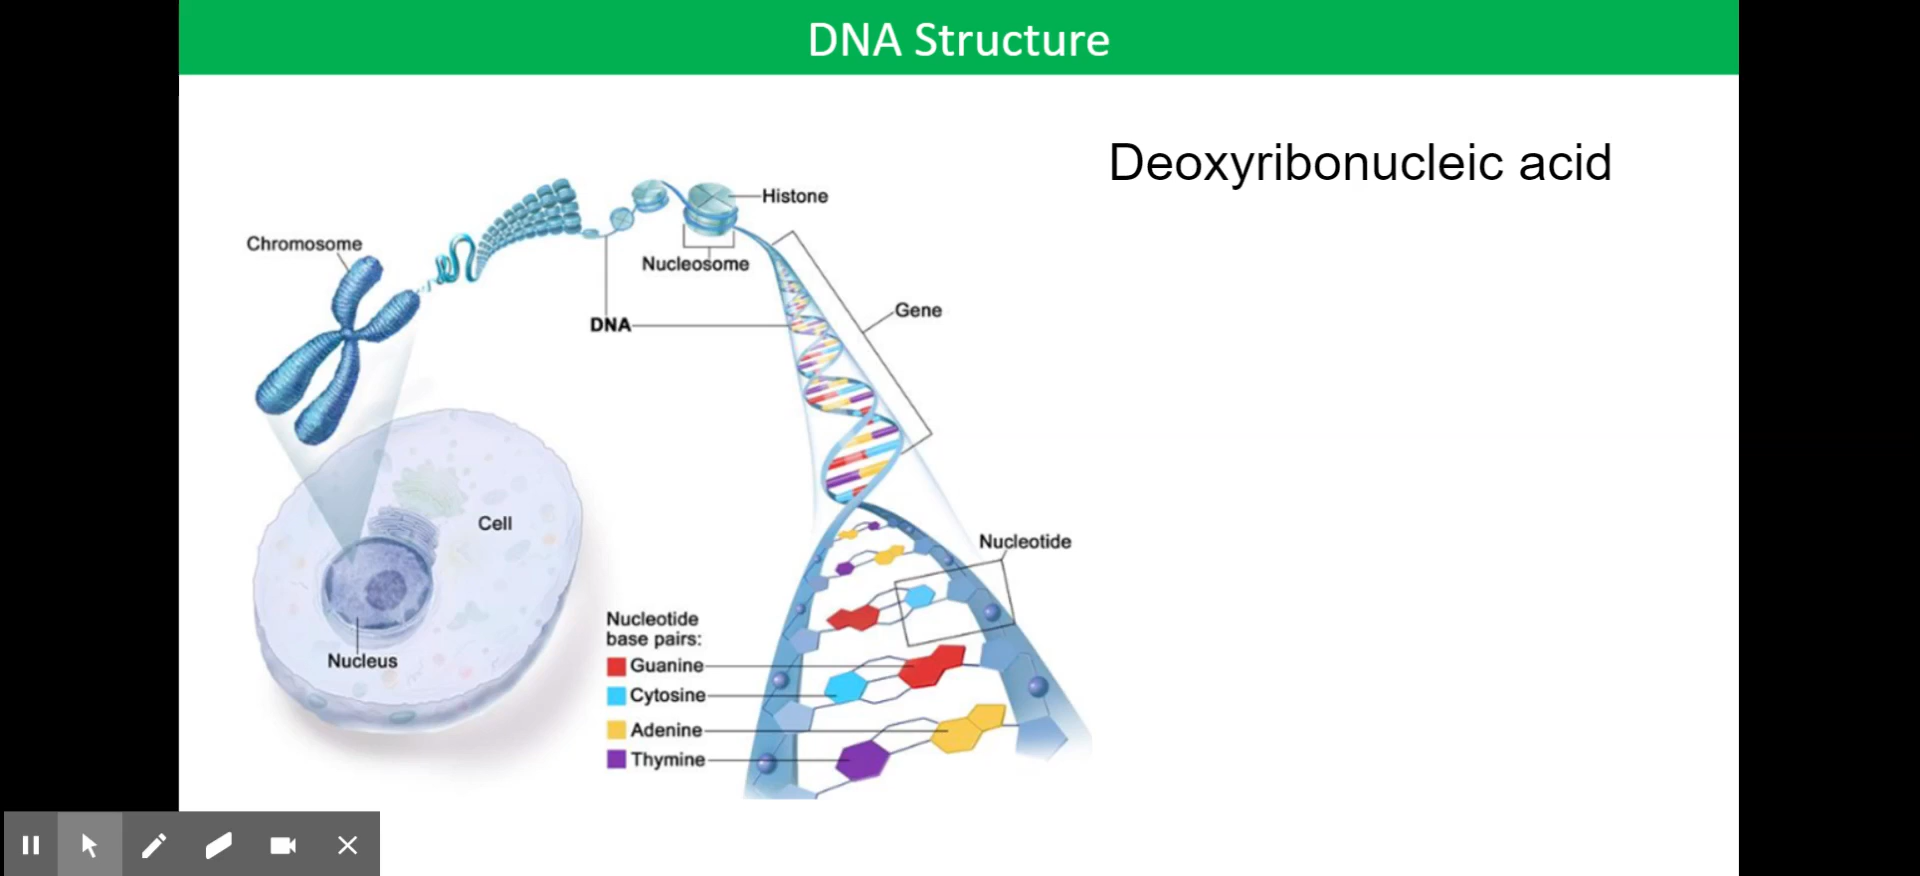 DNA Structure
Deoxyribonucleic acid
Histone
Chromosome
Nucleosome
Gene
DNA
Cell
Nucleotide
Nucleotide
base pairs:
Guanine
Cytosine
Adenine
Thymine
Nucleus